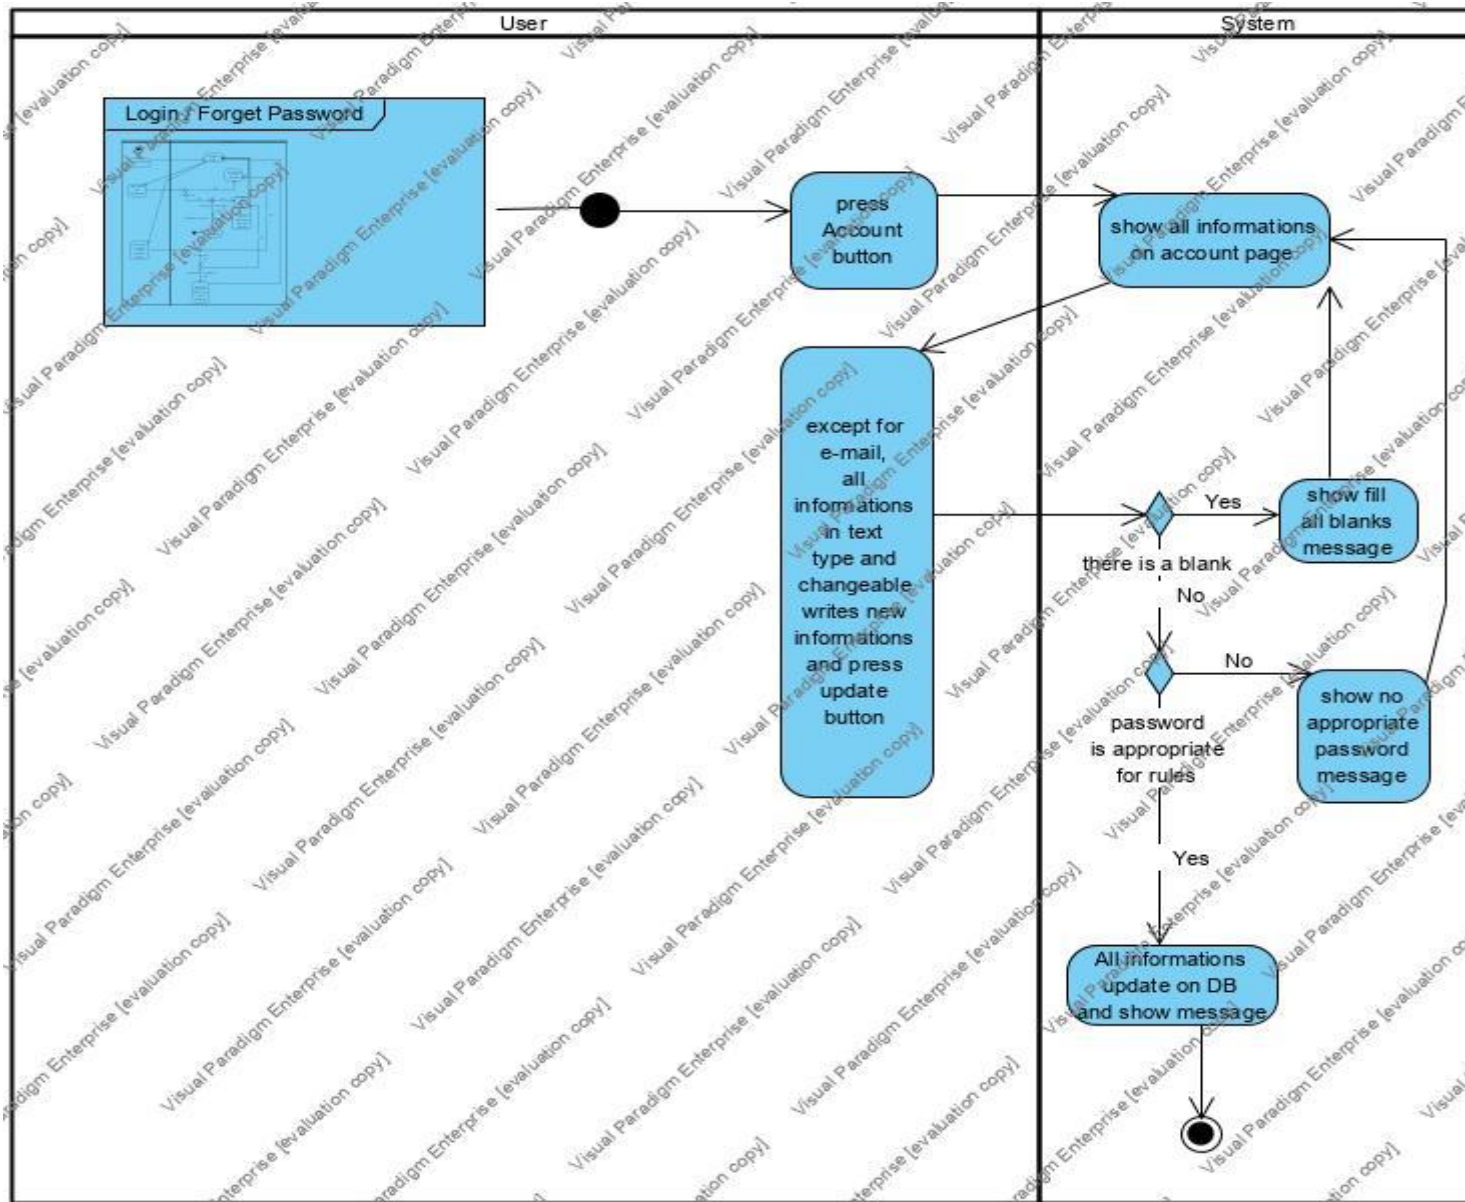 User
System
Login / Forget Password
press
Account
button
show all informations
on account page
except for
e-mail,
all
informations
in text
type and
changeable
writes new
informations
and press
update
button
Yes
show fill
all blanks
message
there is a blank
No
No
show no
appropriate
password
message
password
is appropriate
for rules
Yes
All informations
update on DB
and show message
Visual Paradigm Enterprise [evaluation copy]